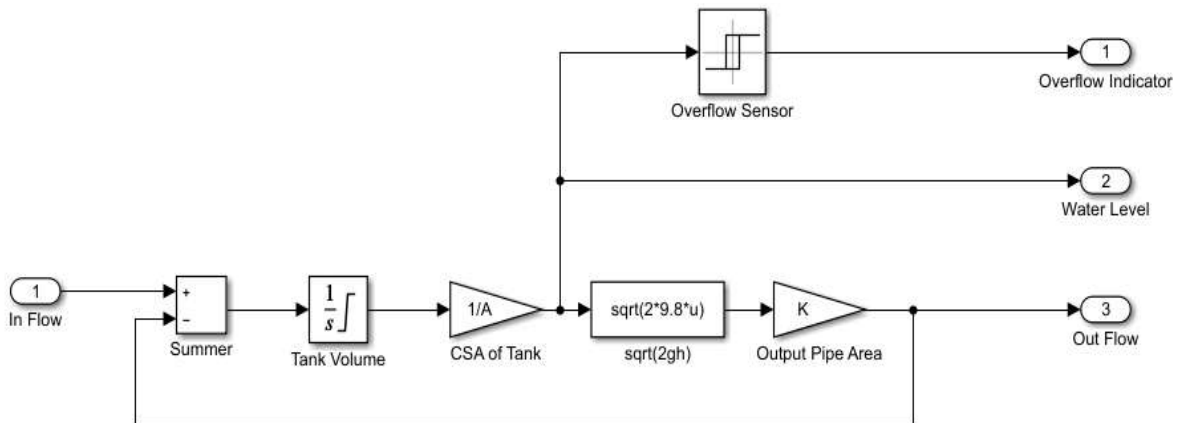 1
Overflow Sensor
Overflow Indicator
2
Water Level
1
In Flow
+
−
Summer
1
s
Tank Volume
1/A
CSA of Tank
sqrt(2*9.8*u)
sqrt(2gh)
K
Output Pipe Area
3
Out Flow